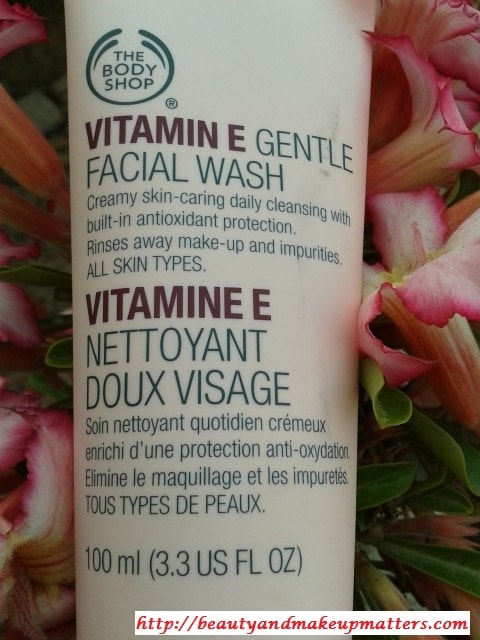 THE
BODY
SHOP
®
VITAMIN E GENTLE
FACIAL WASH
Creamy skin-caring daily cleansing with
built-in antioxidant protection.
Rinses away make-up and impurities.
ALL SKIN TYPES.
VITAMINE E
NETTOYANT
DOUX VISAGE
Soin nettoyant quotidien crémeux
enrichi d'une protection anti-oxydation.
Elimine le maquillage et les impuretés.
TOUS TYPES DE PEAUX.
100 ml (3.3 US FL OZ)
http://beautyandmakeupmatters.com/